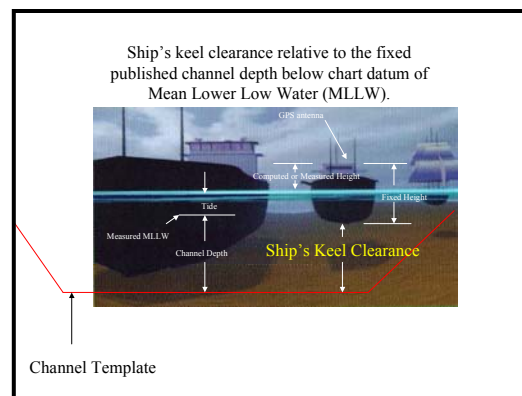 Ship's keel clearance relative to the fixed
published channel depth below chart datum of
Mean Lower Low Water (MLLW).
GPS antenna
Computed or Measured Height
Fixed Height
Tide
Measured MLLW
Channel Depth
Ship's Keel Clearance
Channel Template